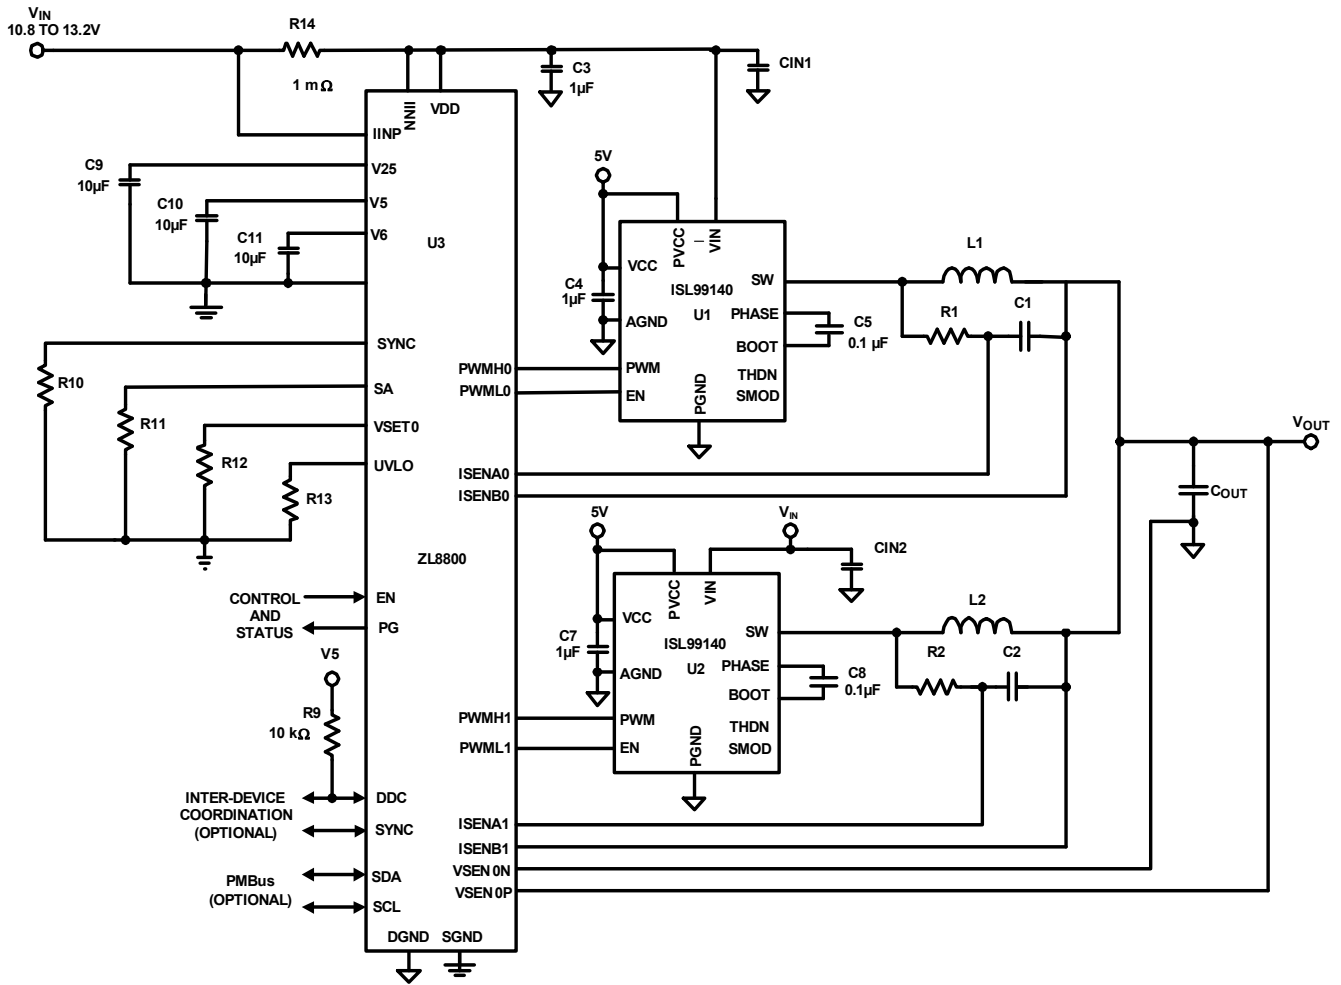 VIN
10.8 TO 13.2V
R14
1 mΩ
C3
1µF
CIN1
IINN
VDD
IINP
V25
V5
V6
U3
C9
10µF
C10
10µF
C11
10µF
5V
PVCC
VIN
VCC
ISL99140
U1
AGND
C4
1µF
SW
PHASE
BOOT
THDN
SMOD
PWM
EN
PGND
C5
0.1 µF
L1
R1
C1
SYNC
SA
VSET0
UVLO
R10
R11
R12
R13
PWMH0
PWML0
ISENA0
ISENB0
VOUT
COUT
ZL8800
CONTROL
AND
STATUS
EN
PG
V5
R9
10 kΩ
5V
VIN
CIN2
PVCC
VIN
VCC
ISL99140
U2
AGND
C7
1µF
SW
PHASE
BOOT
THDN
SMOD
PWM
EN
PGND
C8
0.1µF
L2
R2
C2
PWMH1
PWML1
INTER-DEVICE
COORDINATION
(OPTIONAL)
DDC
SYNC
PMBus
(OPTIONAL)
SDA
SCL
ISENA1
ISENB1
VSEN0N
VSEN0P
DGND
SGND